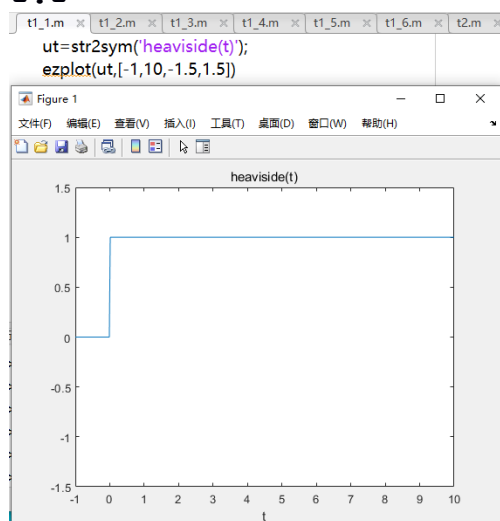 t1_1.m × t1_2.m × t1_3.m × t1_4.m × t1_5.m × t1_6.m × t2.m ×
ut=str2sym('heaviside(t)');
ezplot(ut,[-1,10,-1.5,1.5])
Figure 1
文件(F) 编辑(E) 查看(V) 插入(I) 工具(T) 桌面(D) 窗口(W) 帮助(H)
heaviside(t)
1.5
1
0.5
0
-0.5
-1
-1.5
-1 0 1 2 3 4 5 6 7 8 9 10
t